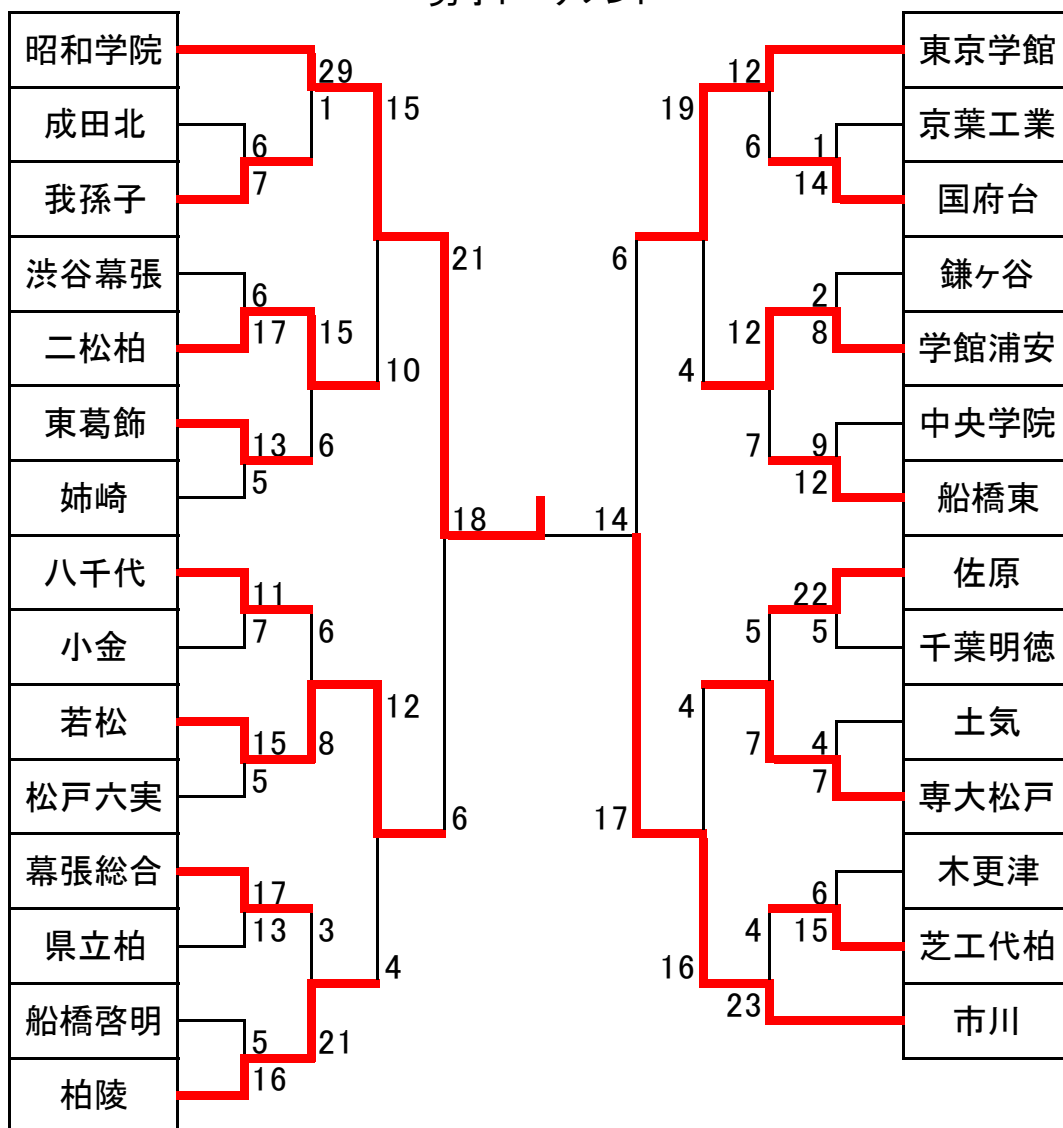 昭和学院
成田北
我孫子
渋谷幕張
二松柏
東葛飾
姉崎
八千代
小金
若松
松戸六実
幕張総合
県立柏
船橋啓明
柏陵
29
1
6
7
15
6
17
15
10
13
5
6
21
18
11
7
6
15
5
8
12
6
17
13
3
4
5
16
21
12
19
6
1
14
6
2
8
12
4
9
12
7
14
22
5
5
4
4
7
7
17
6
15
4
16
23
東京学館
京葉工業
国府台
鎌ヶ谷
学館浦安
中央学院
船橋東
佐原
千葉明徳
土気
専大松戸
木更津
芝工代柏
市川